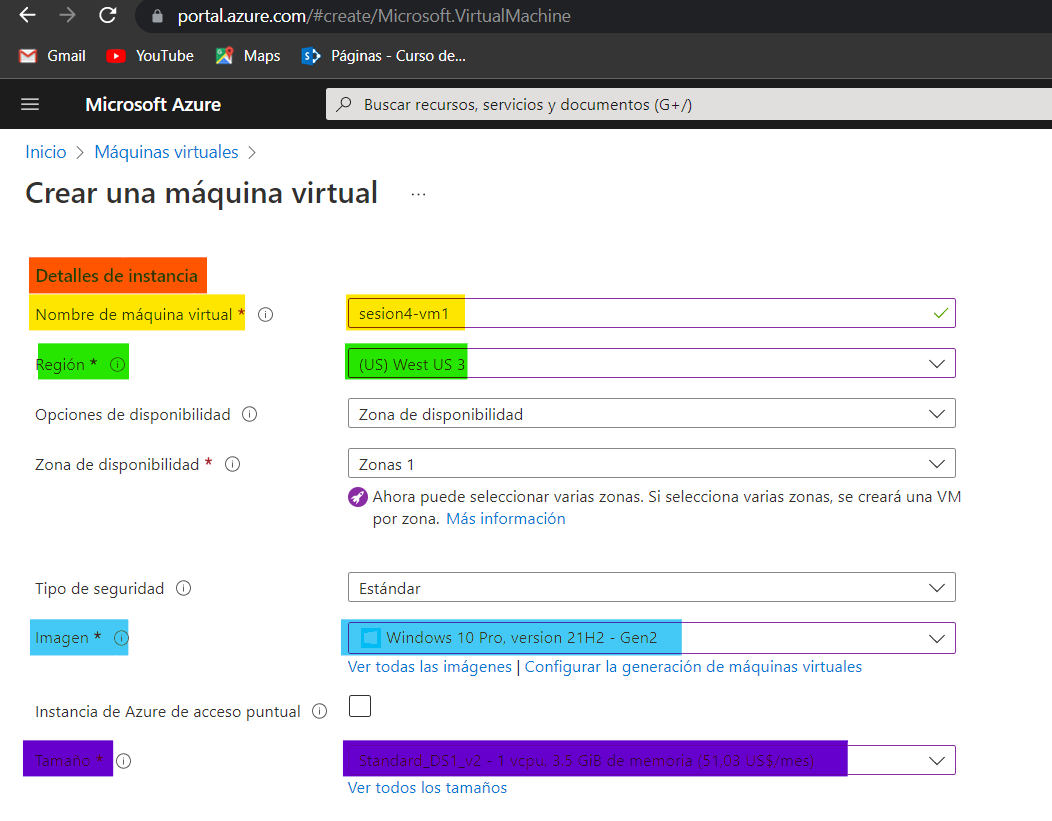 portal.azure.com/#create/Microsoft.VirtualMachine
Gmail YouTube Maps Páginas - Curso de...
Microsoft Azure Buscar recursos, servicios y documentos (G+/)
Inicio > Máquinas virtuales >
Crear una máquina virtual ...
Detalles de instancia
Nombre de máquina virtual * sesion4-vm1
Región * (US) West US 3
Opciones de disponibilidad Zona de disponibilidad
Zona de disponibilidad * Zonas 1
Ahora puede seleccionar varias zonas. Si selecciona varias zonas, se creará una VM
por zona. Más información
Tipo de seguridad Estándar
Imagen * Windows 10 Pro, version 21H2 - Gen2
Ver todas las imágenes | Configurar la generación de máquinas virtuales
Instancia de Azure de acceso puntual
Tamaño * Standard_DS1_v2 - 1 vcpu, 3.5 GiB de memoria (51,03 US$/mes)
Ver todos los tamaños